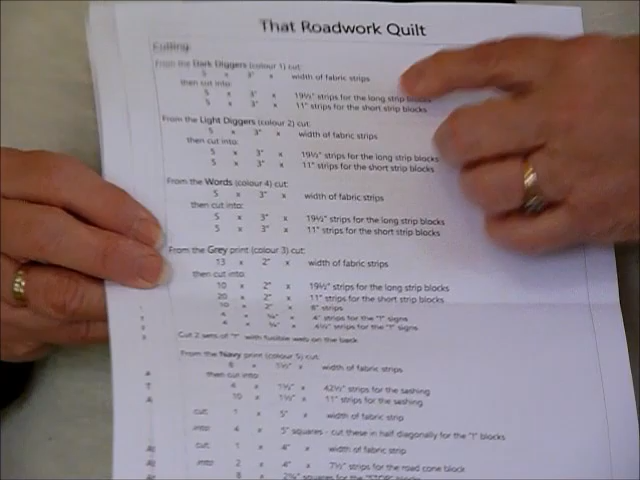 That Roadwork Quilt
Cutting
From the Dark Diggers (colour 1) cut:
5 x 3" x width of fabric strips
then cut into:
5 x 3" x 19½" strips for the long strip blocks
5 x 3" x 11" strips for the short strip blocks
From the Light Diggers (colour 2) cut:
5 x 3" x width of fabric strips
then cut into:
5 x 3" x 19½" strips for the long strip blocks
5 x 3" x 11" strips for the short strip blocks
From the Words (colour 4) cut:
5 x 3" x width of fabric strips
then cut into:
5 x 3" x 19½" strips for the long strip blocks
5 x 3" x 11" strips for the short strip blocks
From the Grey print (colour 3) cut:
13 x 2" x width of fabric strips
then cut into:
10 x 2" x 19½" strips for the long strip blocks
20 x 2" x 11" strips for the short strip blocks
10 x 2" x 8" strips
4 x ¾" x 4" strips for the "T" signs
4 x ¾" x 4½" strips for the "T" signs
Cut 2 sets of "T" with fusible web on the back
From the Navy print (colour 5) cut:
8 x 1½" x width of fabric strips
then cut into:
4 x 1½" x 42½" strips for the sashing
10 x 1½" x 11" strips for the sashing
cut: 1 x 5" x width of fabric strip
into 4 x 5" squares - cut these in half diagonally for the "T" blocks
cut: 1 x 4" x width of fabric strip
into 2 x 4" x 7½" strips for the road cone block
8 x squares for the "STOP" blocks